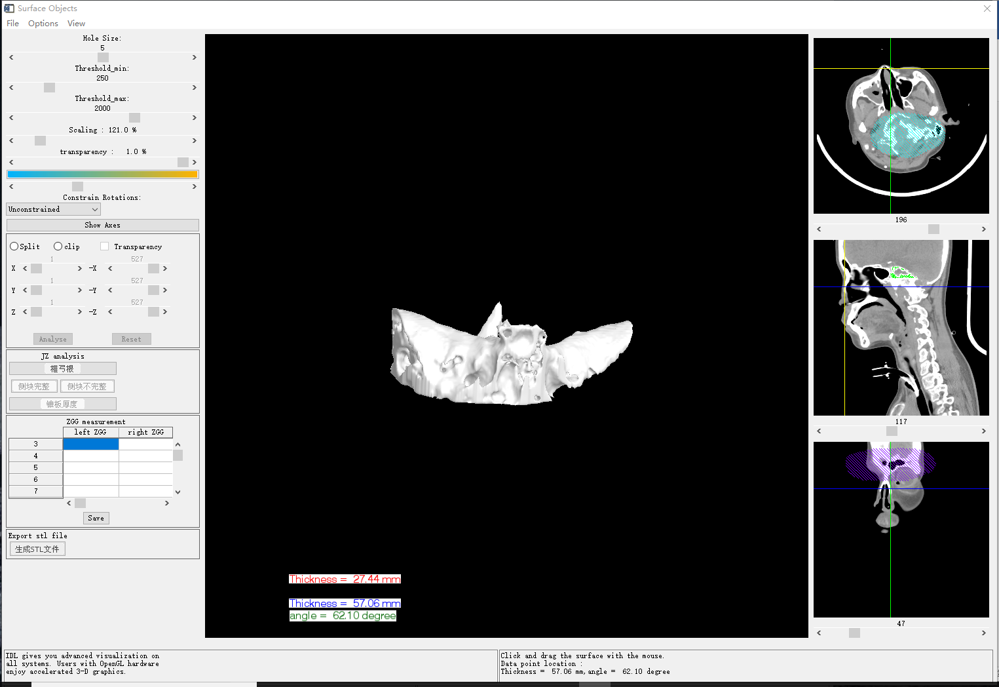 Surface Objects
File Options View
Hole Size:
5
Threshold_min:
250
Threshold_max:
2000
Scaling : 121.0 %
transparency : 1.0 %
Constrain Rotations:
Unconstrained
Show Axes
Split clip Transparency
1 527
X -X
1 527
Y -Y
1 527
Z -Z
Analyse Reset
JZ analysis
椎弓根
侧块完整 侧块不完整
锥板厚度
ZGG measurement
left ZGG right ZGG
3
4
5
6
7
Save
Export stl file
生成STL文件
Thickness = 27.44 mm
Thickness = 57.06 mm
angle = 62.10 degree
196
117
47
IDL gives you advanced visualization on
all systems. Users with OpenGL hardware
enjoy accelerated 3-D graphics.
Click and drag the surface with the mouse.
Data point location :
Thickness = 57.06 mm,angle = 62.10 degree